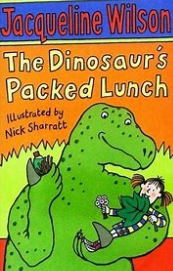 Jacqueline Wilson
The Dinosaur's
Packed Lunch
Illustrated by
Nick Sharratt